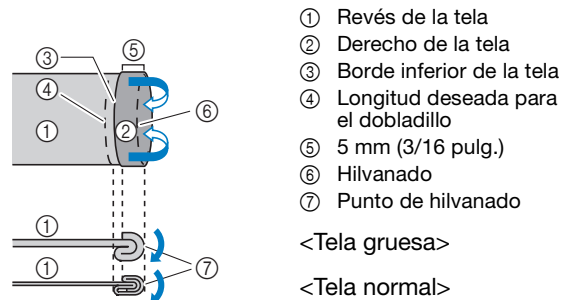 ① Revés de la tela
② Derecho de la tela
③ Borde inferior de la tela
④ Longitud deseada para
el dobladillo
⑤ 5 mm (3/16 pulg.)
⑥ Hilvanado
⑦ Punto de hilvanado
<Tela gruesa>
<Tela normal>
⑤
③
④
⑥
① ②
①
①
⑦